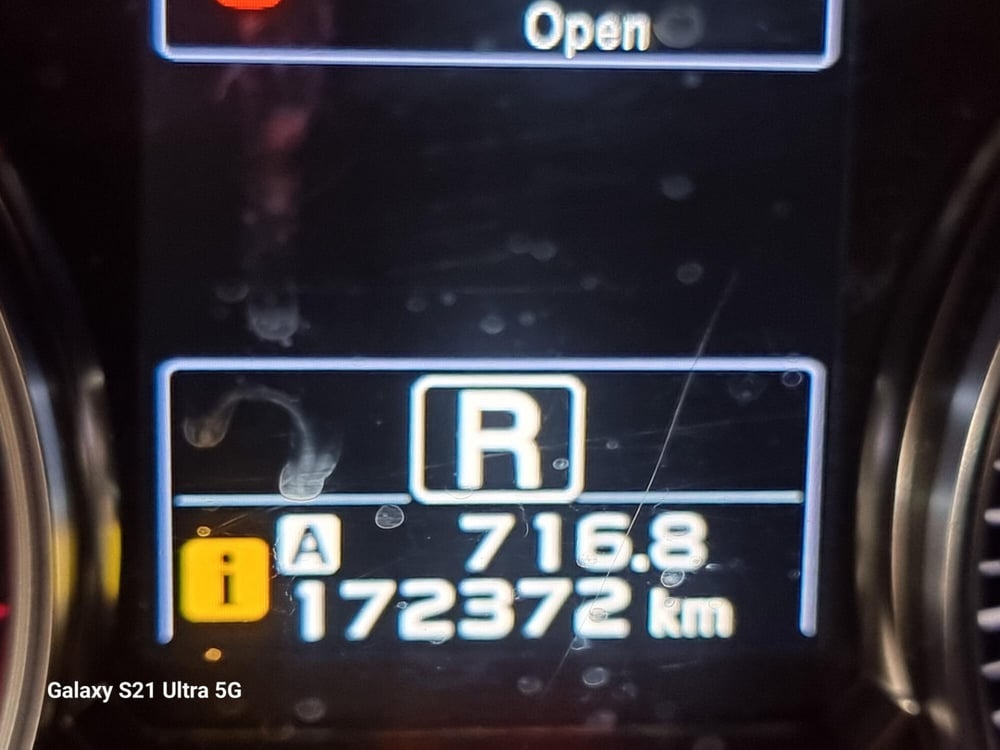 Open
R
A 716.8
i 172372 km
Galaxy S21 Ultra 5G